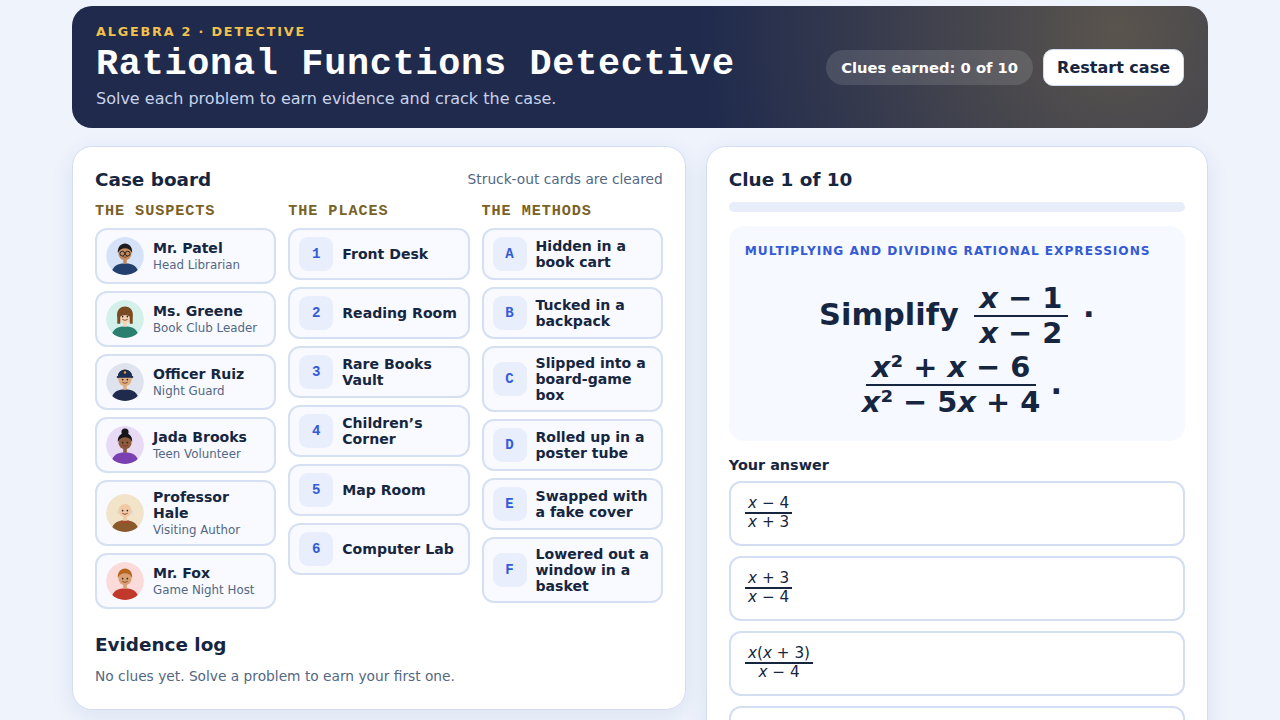 ALGEBRA 2 · DETECTIVE
Rational Functions Detective
Solve each problem to earn evidence and crack the case.
Clues earned: 0 of 10
Restart case
Case board
Struck-out cards are cleared
THE SUSPECTS
Mr. Patel
Head Librarian
Ms. Greene
Book Club Leader
Officer Ruiz
Night Guard
Jada Brooks
Teen Volunteer
Professor
Hale
Visiting Author
Mr. Fox
Game Night Host
THE PLACES
1 Front Desk
2 Reading Room
3 Rare Books
Vault
4 Children’s
Corner
5 Map Room
6 Computer Lab
THE METHODS
A Hidden in a
book cart
B Tucked in a
backpack
C Slipped into a
board-game
box
D Rolled up in a
poster tube
E Swapped with
a fake cover
F Lowered out a
window in a
basket
Evidence log
No clues yet. Solve a problem to earn your first one.
Clue 1 of 10
MULTIPLYING AND DIVIDING RATIONAL EXPRESSIONS
Simplify x − 1 ·
x − 2
x² + x − 6
x² − 5x + 4 .
Your answer
x − 4
x + 3
x + 3
x − 4
x(x + 3)
x − 4